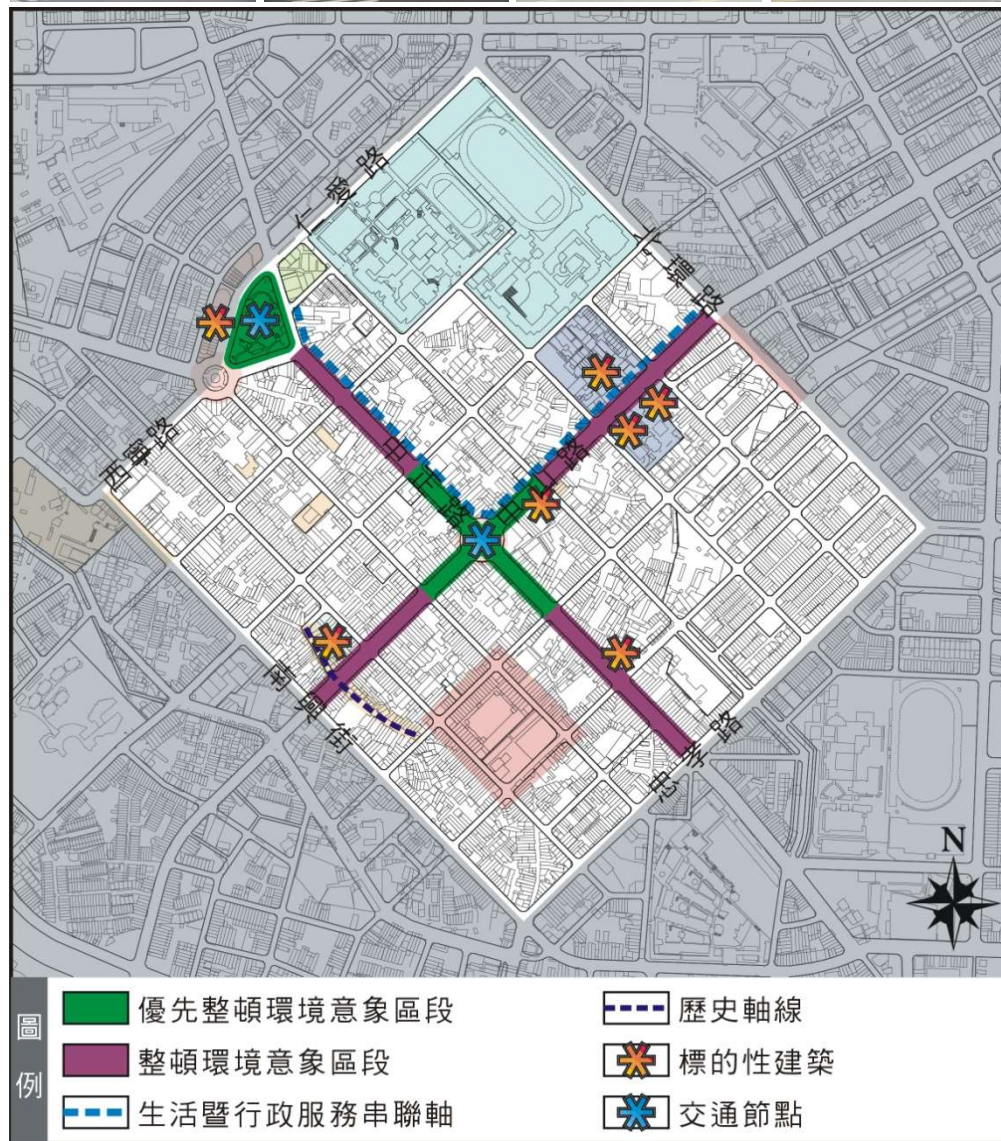 仁愛路
北環路
西寧路
中正路
中山路
南環街
忠孝路
N
圖例
優先整頓環境意象區段
整頓環境意象區段
生活暨行政服務串聯軸
歷史軸線
標的性建築
交通節點